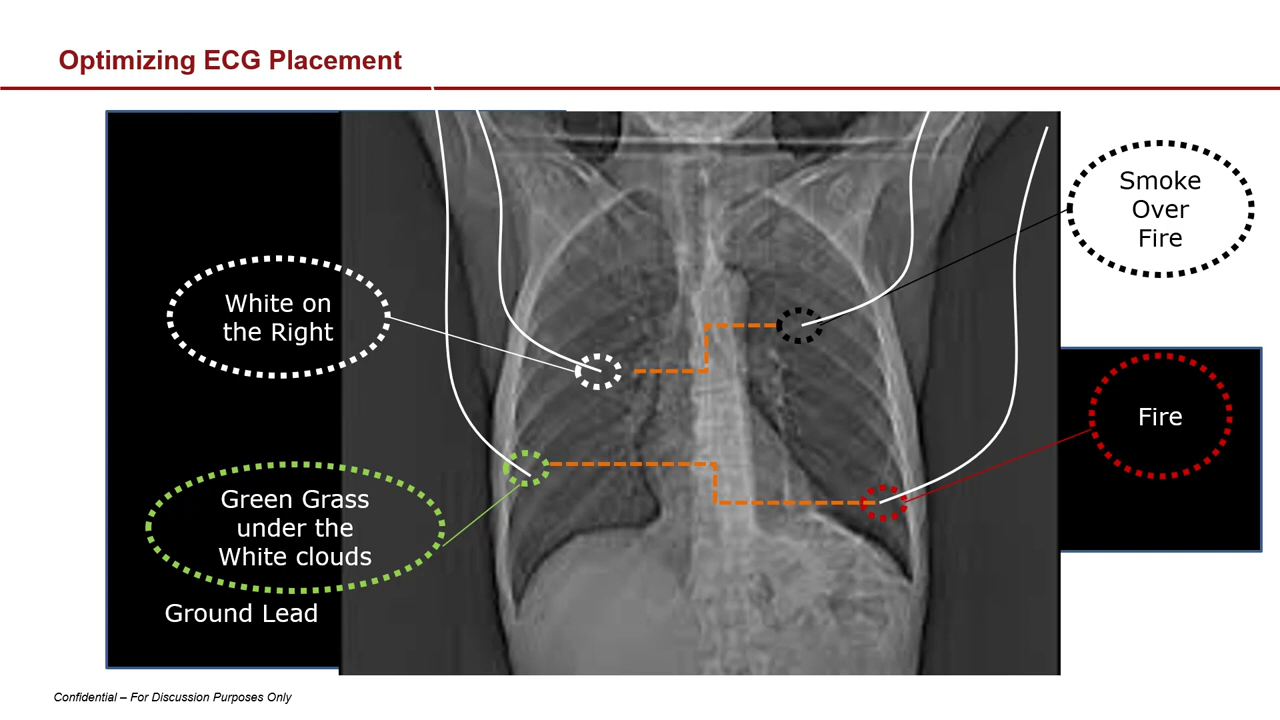 Optimizing ECG Placement
Smoke
Over
Fire
White on
the Right
Fire
Green Grass
under the
White clouds
Ground Lead
Confidential – For Discussion Purposes Only